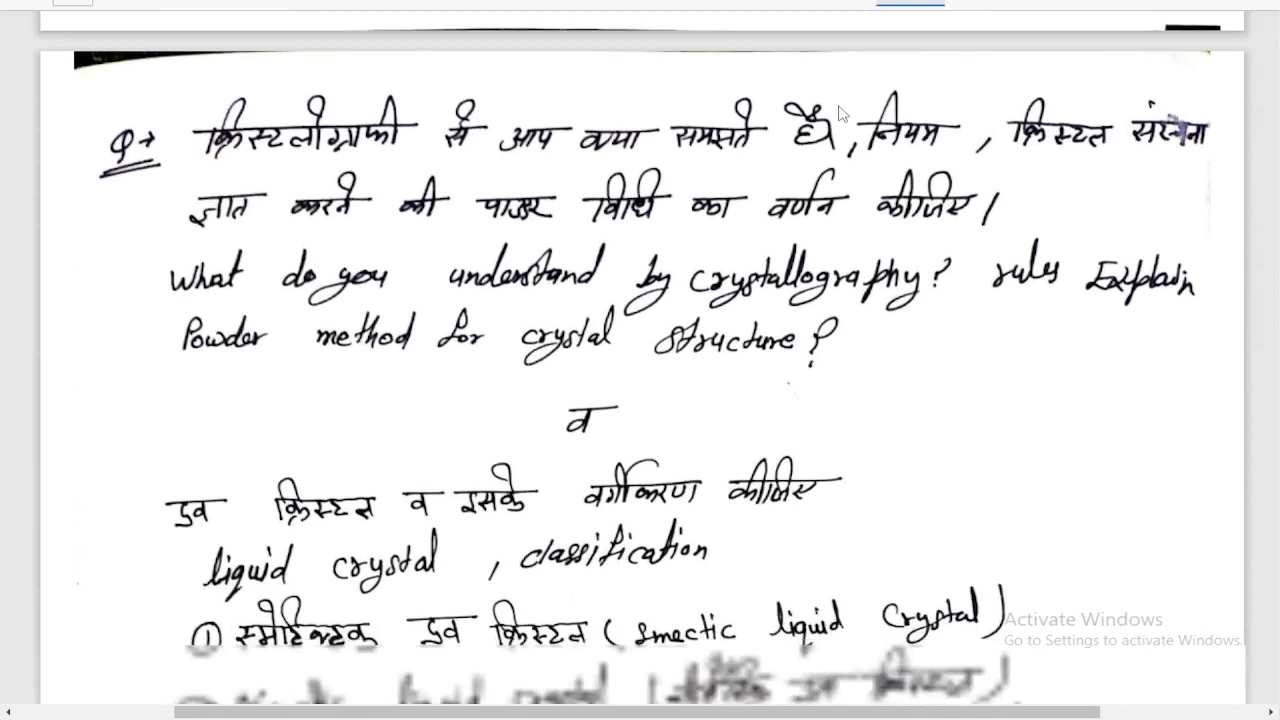 Q→ क्रिस्टलोग्राफी से आप क्या समझते है, नियम, क्रिस्टल संरचना
ज्ञात करने की पाउडर विधि का वर्णन कीजिए।
What do you understand by crystallography? rules Explain
Powder method for crystal structure?
व
द्रव क्रिस्टल व इसके वर्गीकरण कीजिए
liquid crystal, classification
① स्मेटिक्टक द्रव क्रिस्टल (smectic liquid crystal)
Activate Windows
Go to Settings to activate Windows.